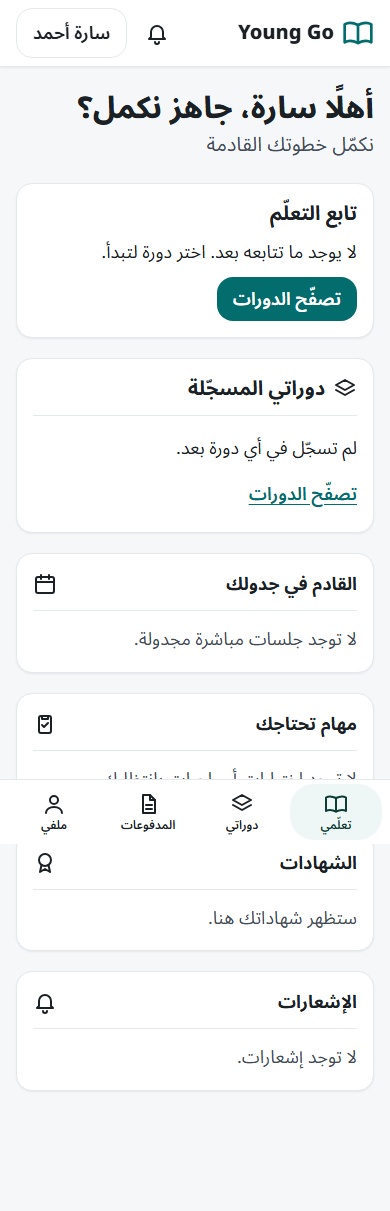 Young Go
سارة أحمد
أهلًا سارة، جاهز نكمل؟
نكمّل خطوتك القادمة
تابع التعلّم
لا يوجد ما تتابعه بعد. اختر دورة لتبدأ.
تصفّح الدورات
دوراتي المسجّلة
لم تسجّل في أي دورة بعد.
تصفّح الدورات
القادم في جدولك
لا توجد جلسات مباشرة مجدولة.
مهام تحتاجك
تعلّمي
دوراتي
المدفوعات
ملفي
الشهادات
ستظهر شهاداتك هنا.
الإشعارات
لا توجد إشعارات.